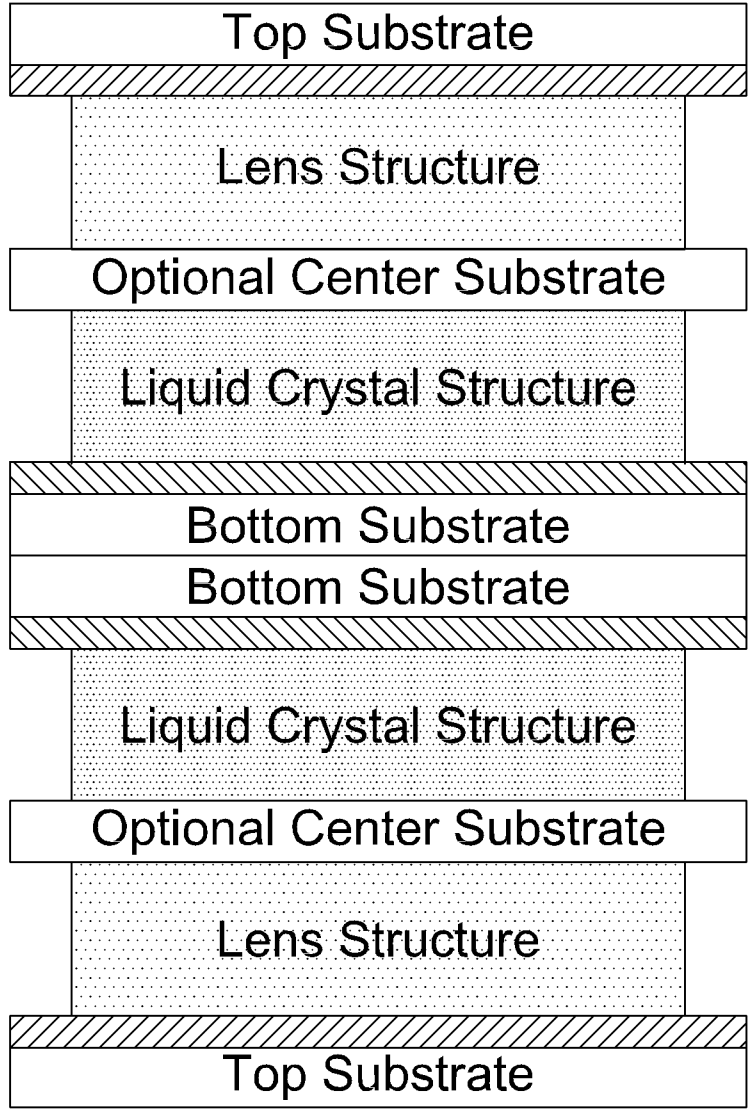 Top Substrate
Lens Structure
Optional Center Substrate
Liquid Crystal Structure
Bottom Substrate
Bottom Substrate
Liquid Crystal Structure
Optional Center Substrate
Lens Structure
Top Substrate